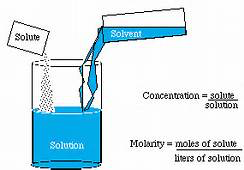 Solute
Solvent
Concentration = solute
solution
Solution
Molarity = moles of solute
liters of solution